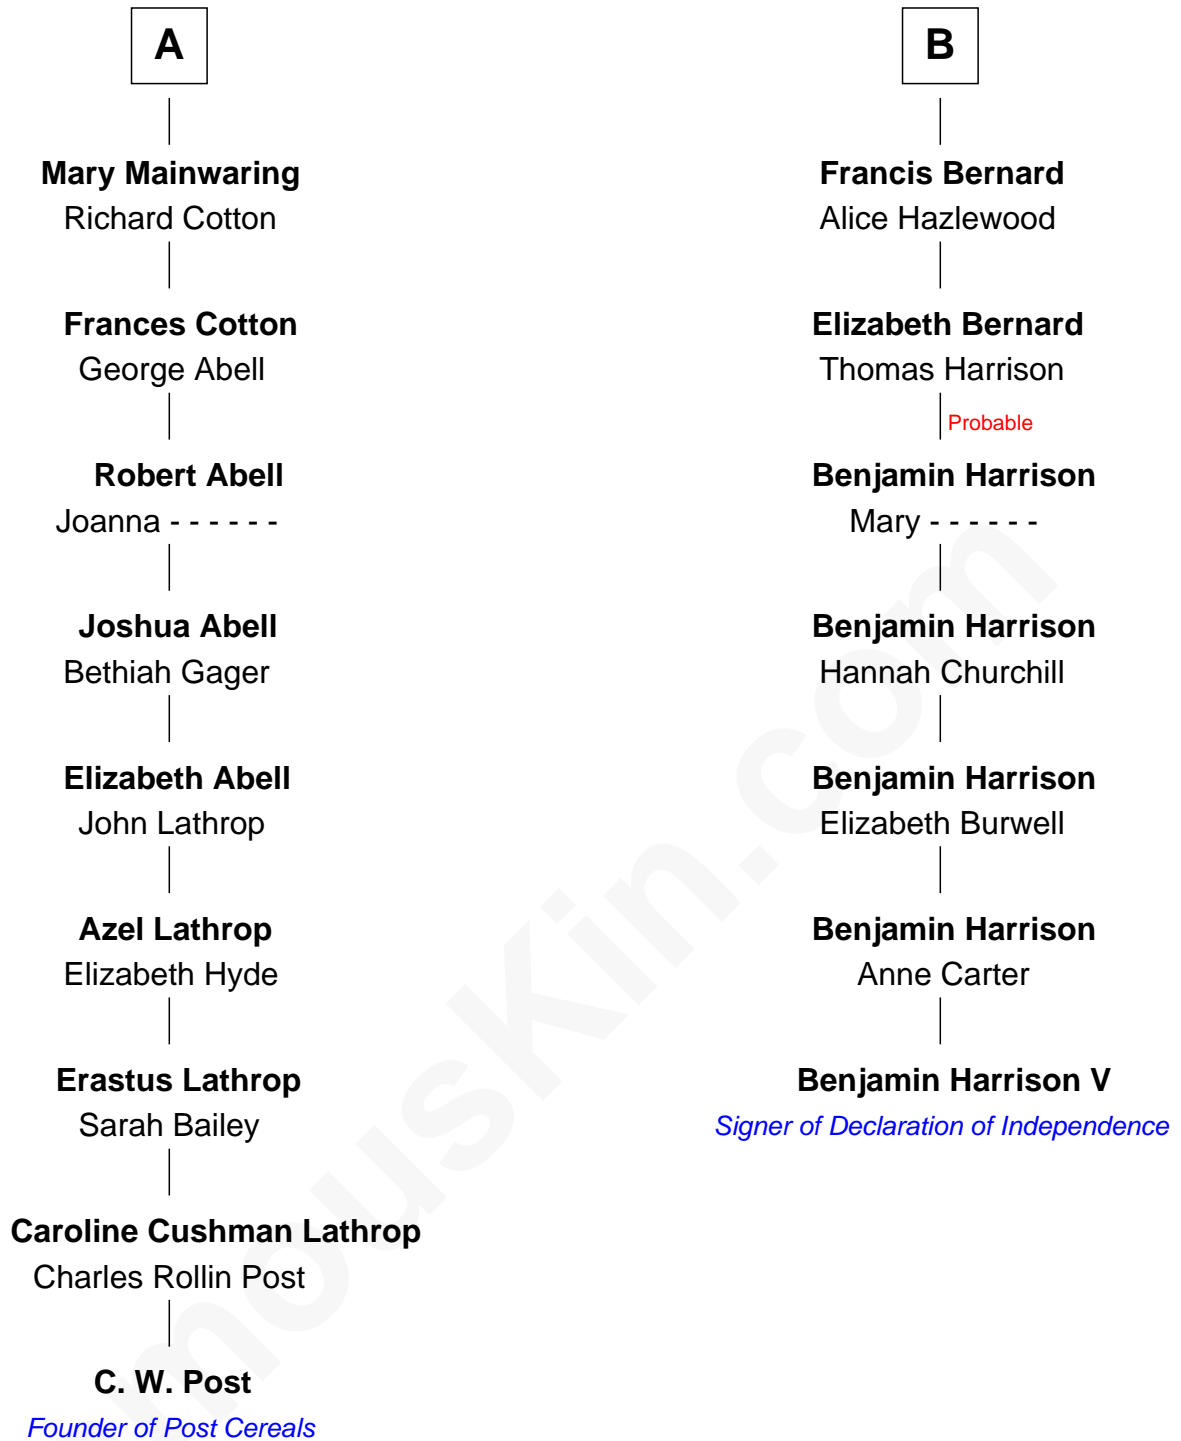 A
Mary Mainwaring
Richard Cotton
Frances Cotton
George Abell
Robert Abell
Joanna - - - - - -
Joshua Abell
Bethiah Gager
Elizabeth Abell
John Lathrop
Azel Lathrop
Elizabeth Hyde
Erastus Lathrop
Sarah Bailey
Caroline Cushman Lathrop
Charles Rollin Post
C. W. Post
Founder of Post Cereals
B
Francis Bernard
Alice Hazlewood
Elizabeth Bernard
Thomas Harrison
Probable
Benjamin Harrison
Mary - - - - - -
Benjamin Harrison
Hannah Churchill
Benjamin Harrison
Elizabeth Burwell
Benjamin Harrison
Anne Carter
Benjamin Harrison V
Signer of Declaration of Independence
mousKin.com